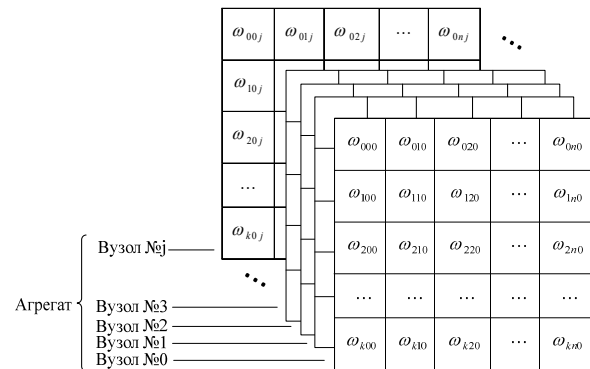 ω00j ω01j ω02j ... ω0nj
ω10j
ω20j
...
ωk0j
ω000 ω010 ω020 ... ω0n0
ω100 ω110 ω120 ... ω1n0
ω200 ω210 ω220 ... ω2n0
... ... ... ... ...
ωk00 ωk10 ωk20 ... ωkn0
Агрегат
Вузол №j
Вузол №3
Вузол №2
Вузол №1
Вузол №0